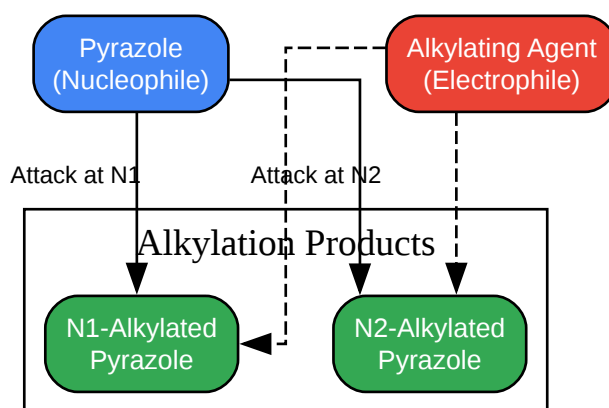 Pyrazole
(Nucleophile)
Alkylating Agent
(Electrophile)
Attack at N1
Attack at N2
Alkylation Products
N1-Alkylated
Pyrazole
N2-Alkylated
Pyrazole